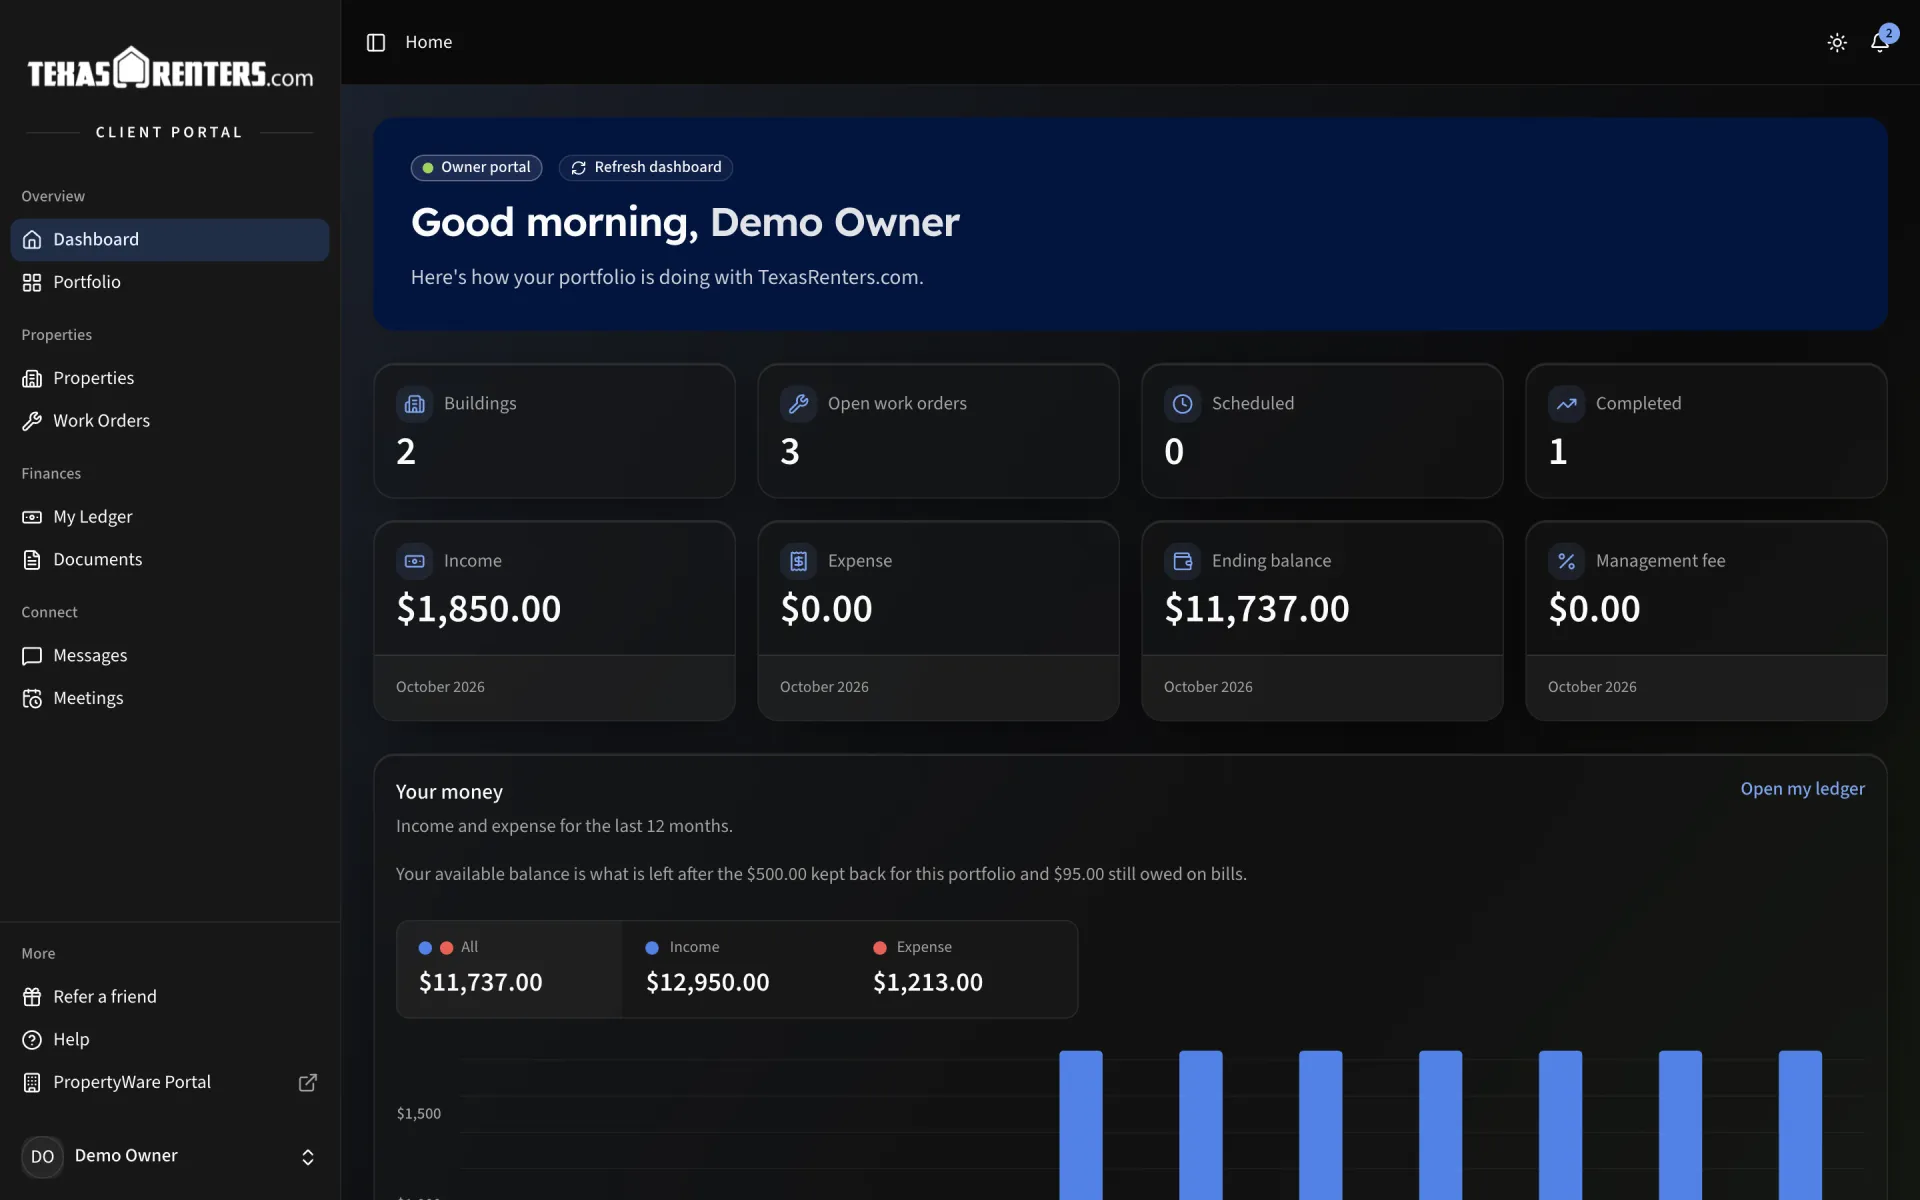 TEXAS RENTERS.com
CLIENT PORTAL
Overview
Dashboard
Portfolio
Properties
Properties
Work Orders
Finances
My Ledger
Documents
Connect
Messages
Meetings
More
Refer a friend
Help
PropertyWare Portal
DO
Demo Owner
Home
2
Owner portal
Refresh dashboard
Good morning, Demo Owner
Here's how your portfolio is doing with TexasRenters.com.
Buildings
2
Open work orders
3
Scheduled
0
Completed
1
Income
$1,850.00
October 2026
Expense
$0.00
October 2026
Ending balance
$11,737.00
October 2026
Management fee
$0.00
October 2026
Your money
Open my ledger
Income and expense for the last 12 months.
Your available balance is what is left after the $500.00 kept back for this portfolio and $95.00 still owed on bills.
All
$11,737.00
Income
$12,950.00
Expense
$1,213.00
$1,500